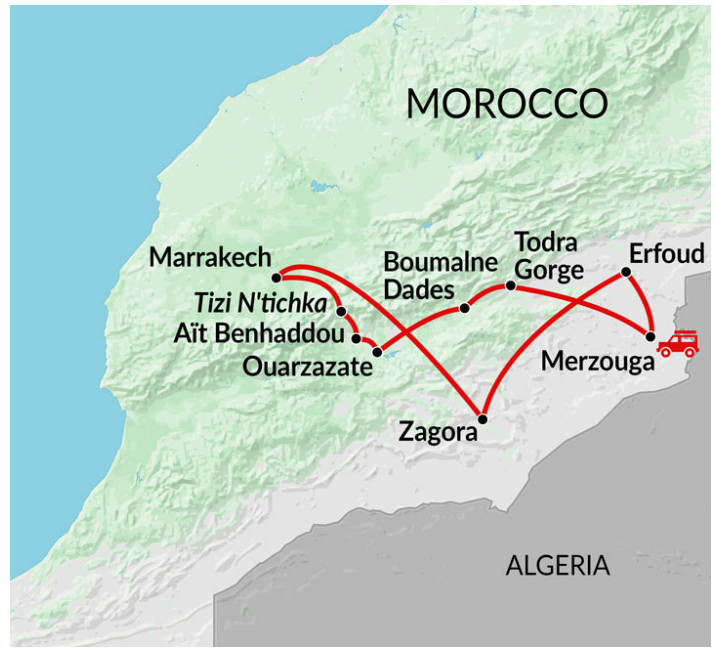 MOROCCO
Marrakech
Tizi N'tichka
Aït Benhaddou
Ouarzazate
Boumalne
Dades
Todra
Gorge
Erfoud
Merzouga
Zagora
ALGERIA